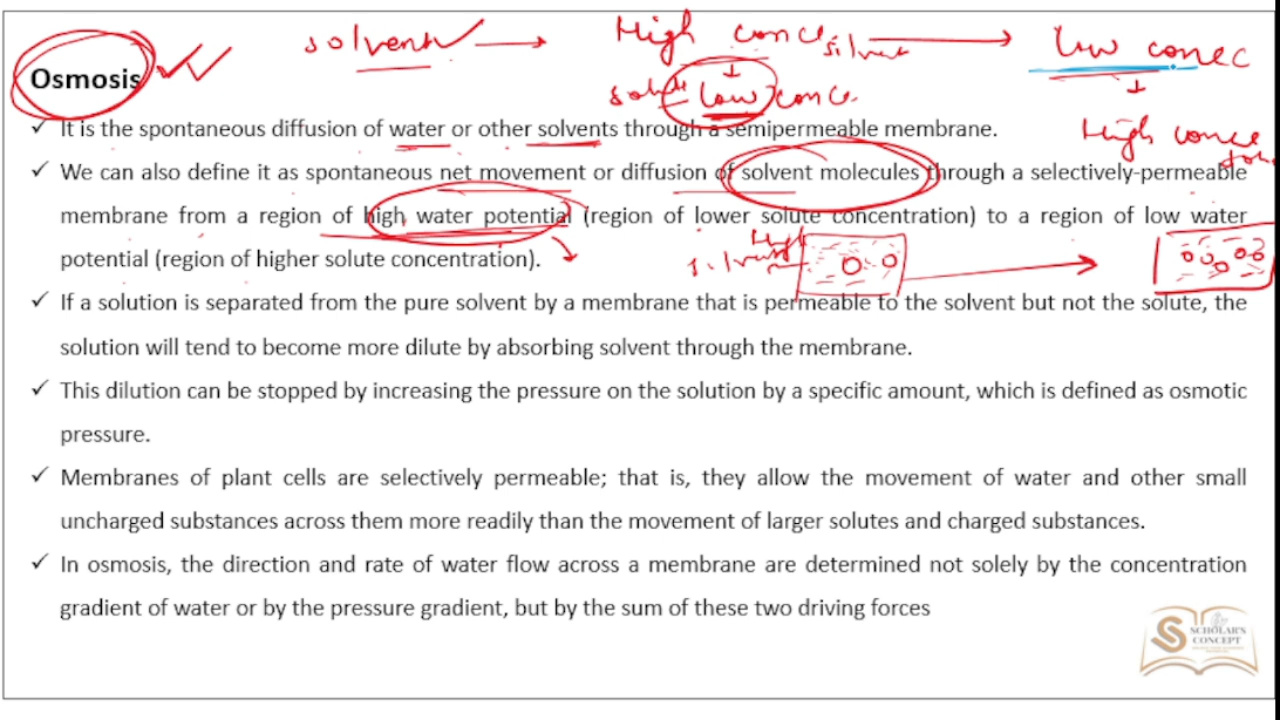 solvent High conce solvent low conec
Osmosis
solute low conce.
✓ It is the spontaneous diffusion of water or other solvents through a semipermeable membrane.
High conce
✓ We can also define it as spontaneous net movement or diffusion of solvent molecules through a selectively-permeable
membrane from a region of high water potential (region of lower solute concentration) to a region of low water
High
potential (region of higher solute concentration).
✓ If a solution is separated from the pure solvent by a membrane that is permeable to the solvent but not the solute, the
solution will tend to become more dilute by absorbing solvent through the membrane.
✓ This dilution can be stopped by increasing the pressure on the solution by a specific amount, which is defined as osmotic
pressure.
✓ Membranes of plant cells are selectively permeable; that is, they allow the movement of water and other small
uncharged substances across them more readily than the movement of larger solutes and charged substances.
✓ In osmosis, the direction and rate of water flow across a membrane are determined not solely by the concentration
gradient of water or by the pressure gradient, but by the sum of these two driving forces
SCHOLAR'S
CONCEPT